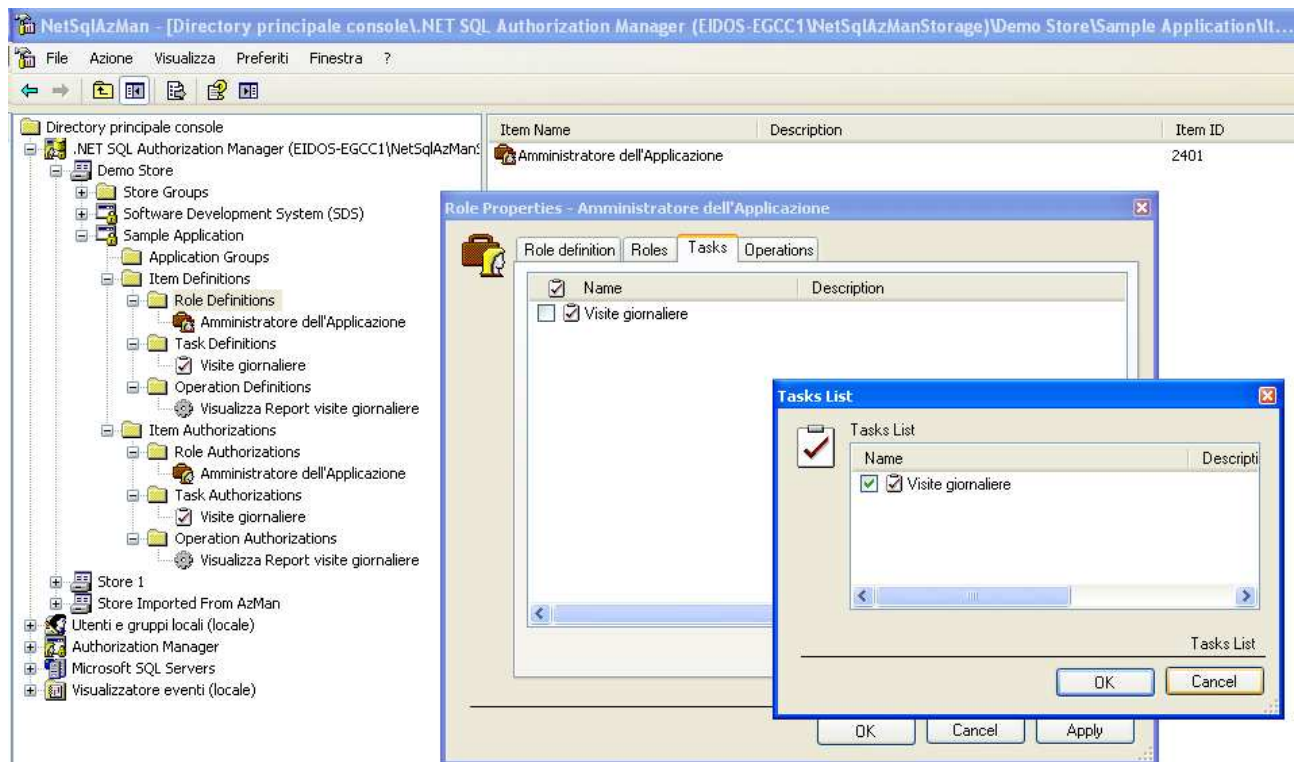 NetSqlAzMan - [Directory principale console\.NET SQL Authorization Manager (EIDOS-EGCC1\NetSqlAzManStorage)\Demo Store\Sample Application\It...
File Azione Visualizza Preferiti Finestra ?
Directory principale console
.NET SQL Authorization Manager (EIDOS-EGCC1\NetSqlAzManS
Demo Store
Store Groups
Software Development System (SDS)
Sample Application
Application Groups
Item Definitions
Role Definitions
Amministratore dell'Applicazione
Task Definitions
Visite giornaliere
Operation Definitions
Visualizza Report visite giornaliere
Item Authorizations
Role Authorizations
Amministratore dell'Applicazione
Task Authorizations
Visite giornaliere
Operation Authorizations
Visualizza Report visite giornaliere
Store 1
Store Imported From AzMan
Utenti e gruppi locali (locale)
Authorization Manager
Microsoft SQL Servers
Visualizzatore eventi (locale)
Item Name Description Item ID
Amministratore dell'Applicazione 2401
Role Properties - Amministratore dell'Applicazione
Role definition Roles Tasks Operations
Name Description
Visite giornaliere
Tasks List
Tasks List
Name Descripti
Visite giornaliere
Tasks List
OK Cancel
OK Cancel Apply